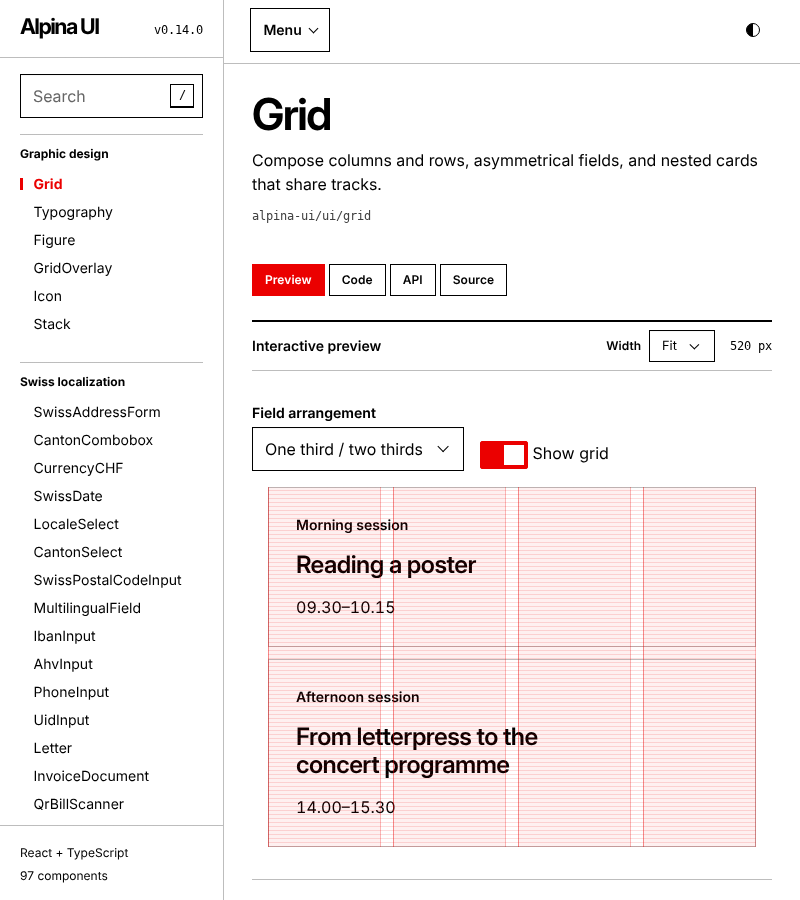 Alpina UI
v0.14.0
Search
/
Graphic design
Grid
Typography
Figure
GridOverlay
Icon
Stack
Swiss localization
SwissAddressForm
CantonCombobox
CurrencyCHF
SwissDate
LocaleSelect
CantonSelect
SwissPostalCodeInput
MultilingualField
IbanInput
AhvInput
PhoneInput
UidInput
Letter
InvoiceDocument
QrBillScanner
React + TypeScript
97 components
Menu
Grid
Compose columns and rows, asymmetrical fields, and nested cards
that share tracks.
alpina-ui/ui/grid
Preview
Code
API
Source
Interactive preview
Width
Fit
520 px
Field arrangement
One third / two thirds
Show grid
Morning session
Reading a poster
09.30–10.15
Afternoon session
From letterpress to the
concert programme
14.00–15.30